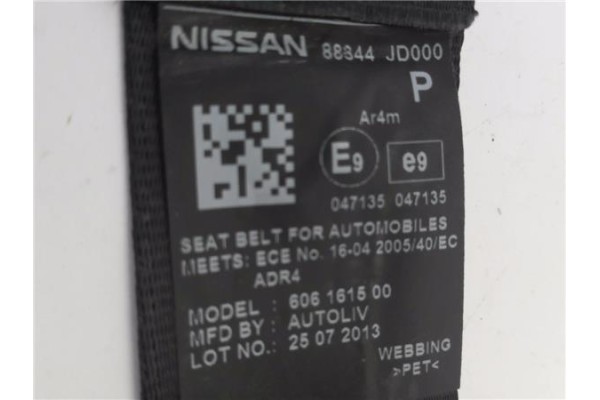 NISSAN 88844 JD000
P
Ar4m
E9 e9
047135 047135
SEAT BELT FOR AUTOMOBILES
MEETS: ECE No. 16-04 2005/40/EC
ADR4
MODEL : 606 1615 00
MFD BY : AUTOLIV
LOT NO.: 25 07 2013
WEBBING
>PET<